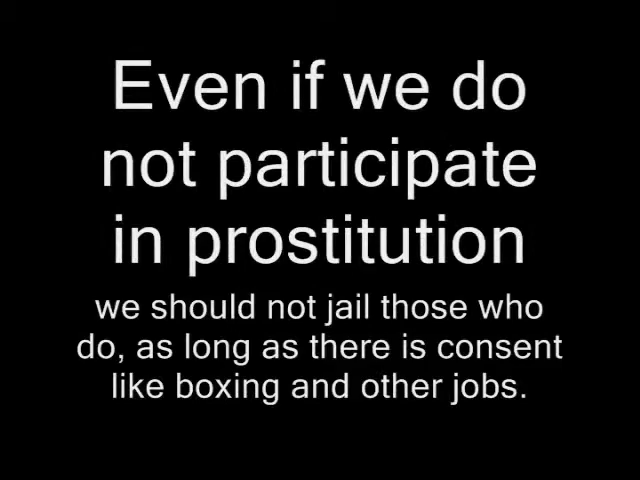 Even if we do
not participate
in prostitution
we should not jail those who
do, as long as there is consent
like boxing and other jobs.